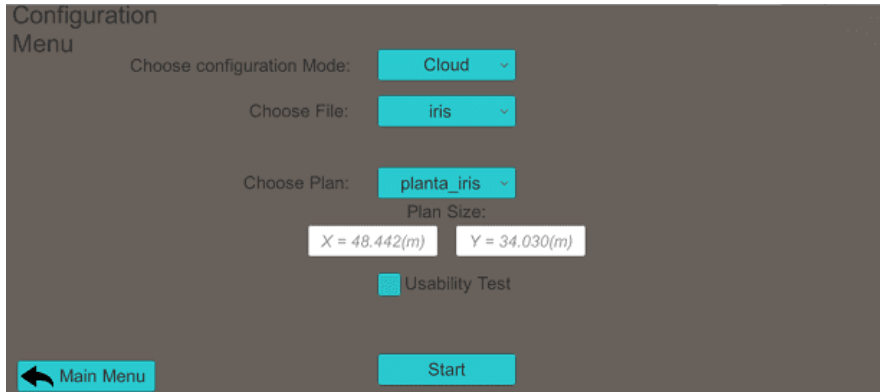 Configuration
Menu
Choose configuration Mode: Cloud
Choose File: iris
Choose Plan: planta_iris
Plan Size:
X = 48.442(m) Y = 34.030(m)
Usability Test
Main Menu Start